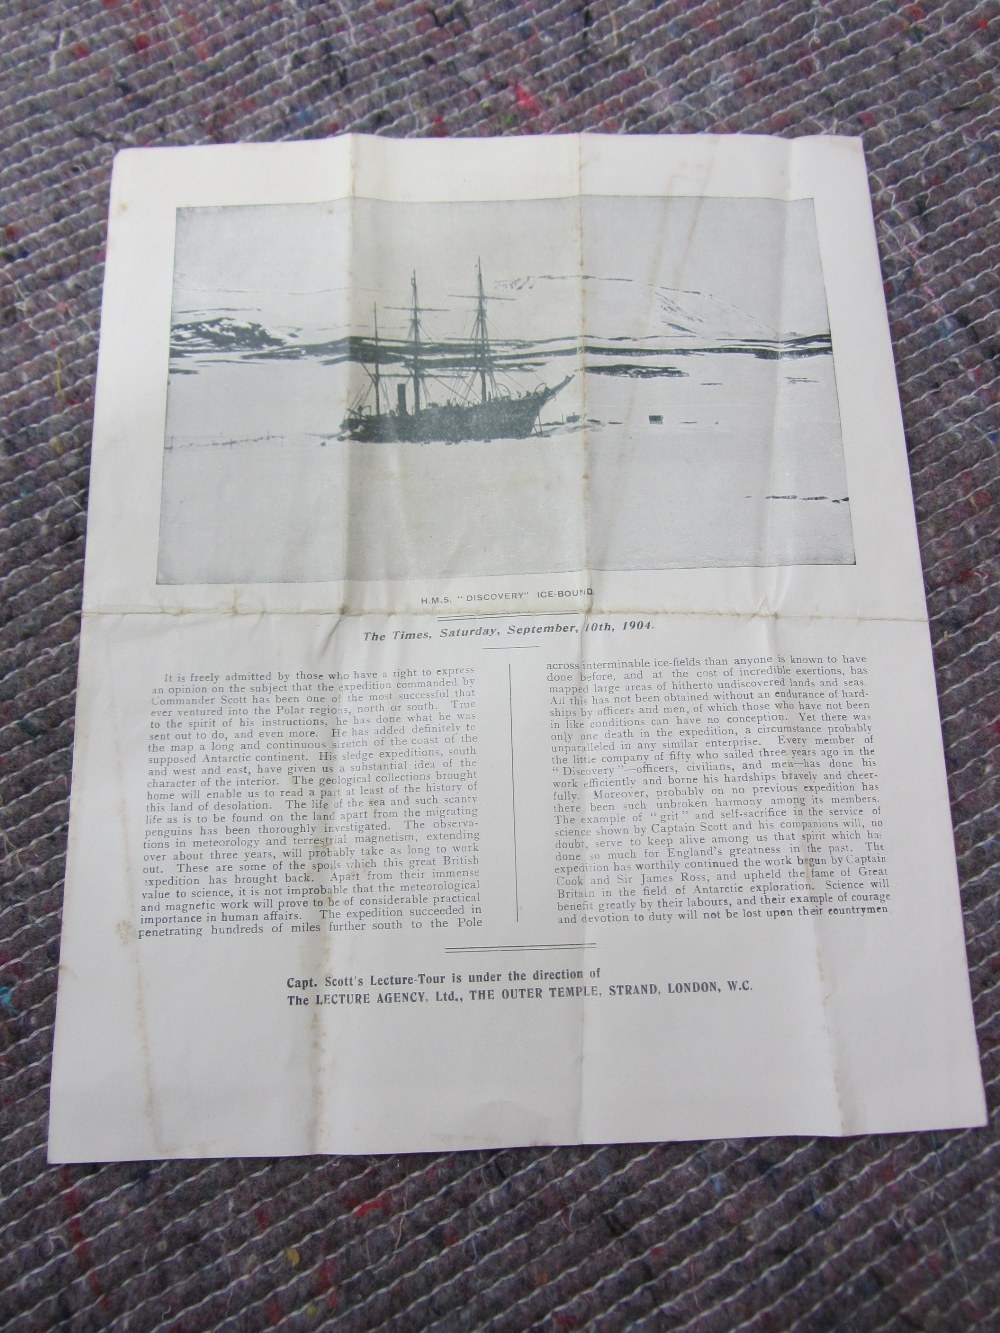 H.M.S. "DISCOVERY" ICE-BOUND.
The Times, Saturday, September, 10th, 1904.
It is freely admitted by those who have a right to express
an opinion on the subject that the expedition commanded by
Commander Scott has been one of the most successful that
ever ventured into the Polar regions, north or south. True
to the spirit of his instructions, he has done what he was
sent out to do, and even more. He has added definitely to
the map a long and continuous stretch of the coast of the
supposed Antarctic continent. His sledge expeditions, south
and west and east, have given us a substantial idea of the
character of the interior. The geological collections brought
home will enable us to read a part at least of the history of
this land of desolation. The life of the sea and such scanty
life as is to be found on the land apart from the migrating
penguins has been thoroughly investigated. The observa-
tions in meteorology and terrestrial magnetism, extending
over about three years, will probably take as long to work
out. These are some of the spoils which this great British
expedition has brought back. Apart from their immense
value to science, it is not improbable that the meteorological
and magnetic work will prove to be of considerable practical
importance in human affairs. The expedition succeeded in
penetrating hundreds of miles further south to the Pole
across interminable ice-fields than anyone is known to have
done before, and at the cost of incredible exertions, has
mapped large areas of hitherto undiscovered lands and seas.
All this has not been obtained without an endurance of hard-
ships by officers and men, of which those who have not been
in like conditions can have no conception. Yet there was
only one death in the expedition, a circumstance probably
unparalleled in any similar enterprise. Every member of
the little company of fifty who sailed three years ago in the
"Discovery"—officers, civilians, and men—has done his
work efficiently and borne his hardships bravely and cheer-
fully. Moreover, probably on no previous expedition has
there been such unbroken harmony among its members.
The example of "grit" and self-sacrifice in the service of
science shown by Captain Scott and his companions will, no
doubt, serve to keep alive among us that spirit which has
done so much for England's greatness in the past. The
expedition has worthily continued the work begun by Captain
Cook and Sir James Ross, and upheld the fame of Great
Britain in the field of Antarctic exploration. Science will
benefit greatly by their labours, and their example of courage
and devotion to duty will not be lost upon their countrymen
Capt. Scott's Lecture-Tour is under the direction of
The LECTURE AGENCY, Ltd., THE OUTER TEMPLE, STRAND, LONDON, W.C.